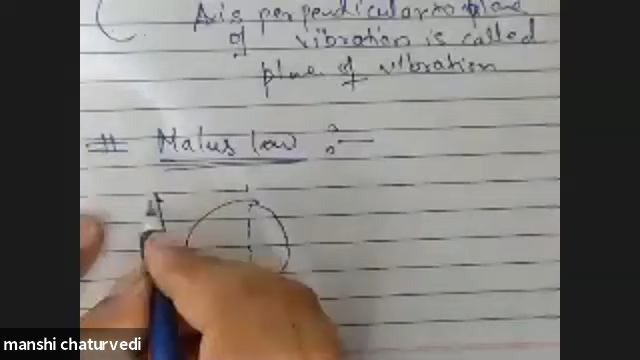 Axis perpendicular to plane
of vibration is called
plane of vibration
# Malus law :-
manshi chaturvedi